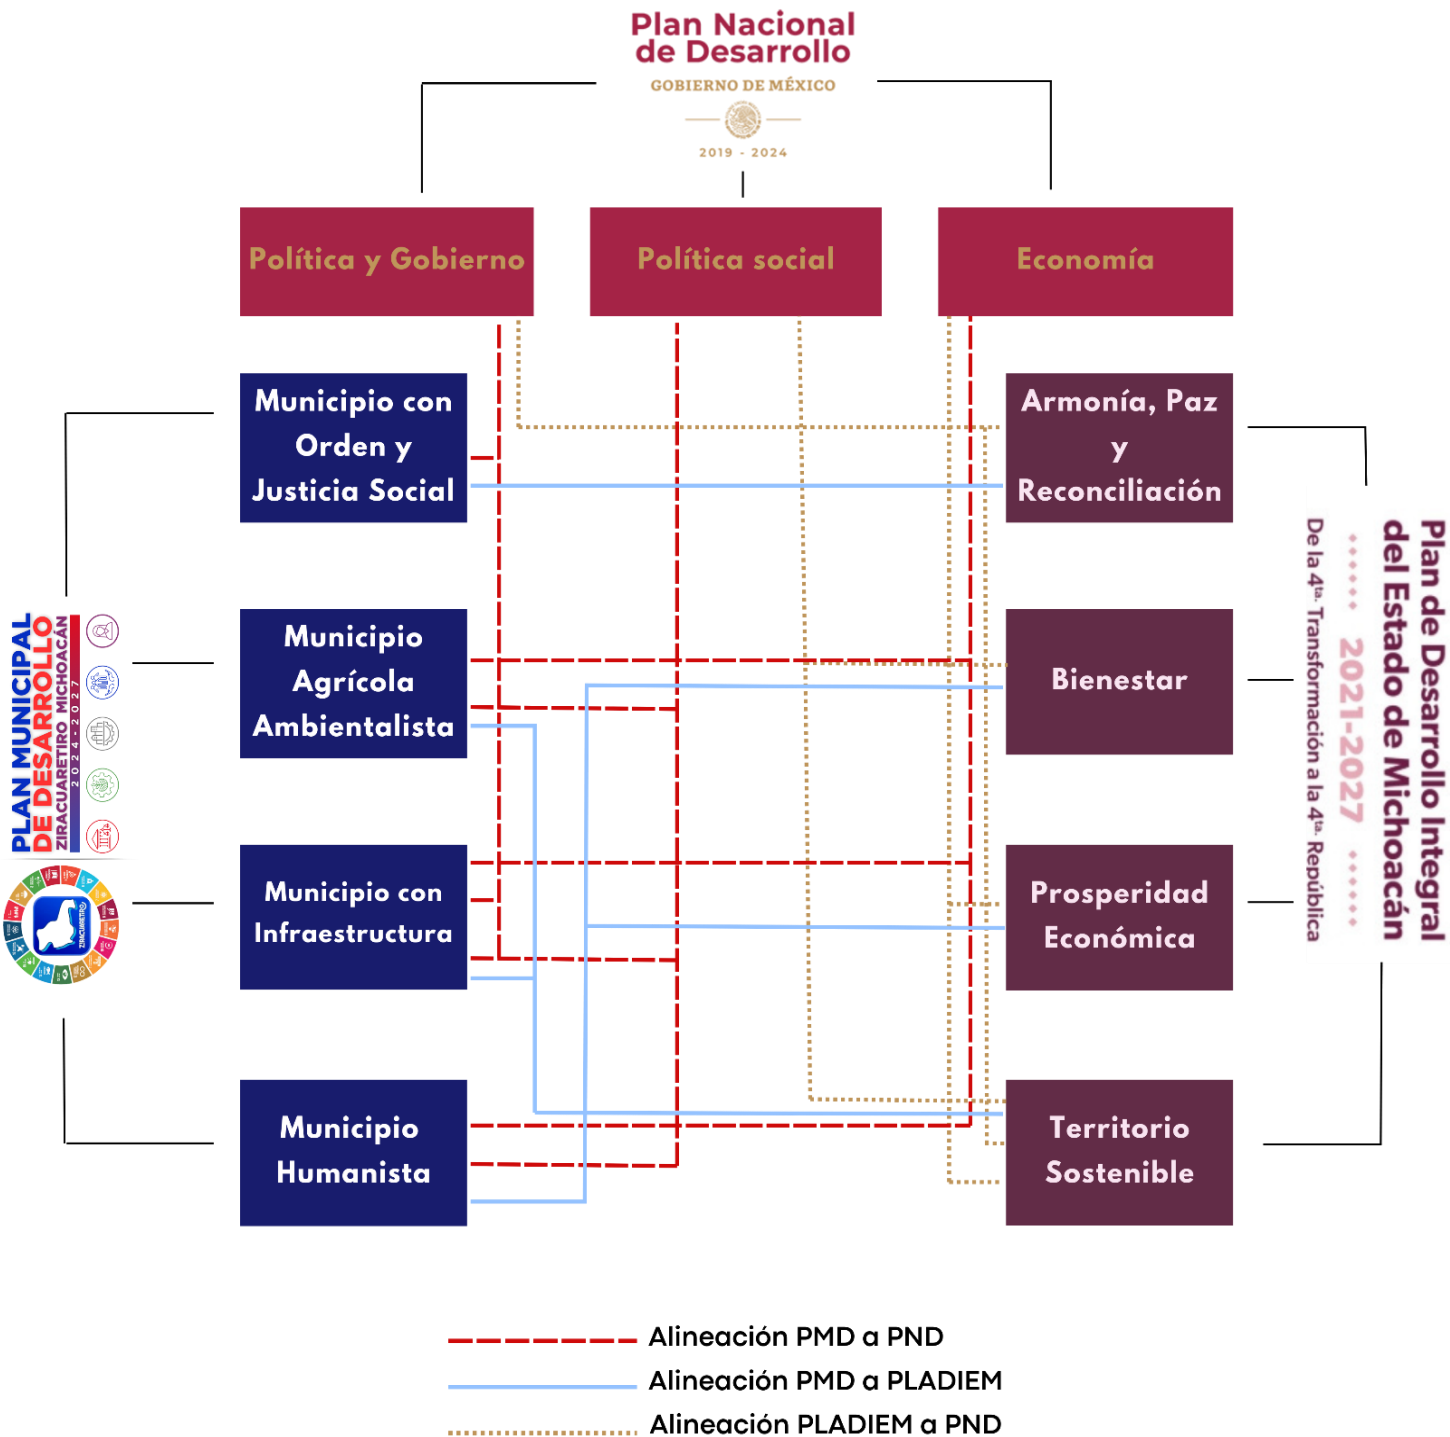 Plan Nacional
de Desarrollo
GOBIERNO DE MÉXICO
2019 - 2024
Política y Gobierno
Política social
Economía
Municipio con
Orden y
Justicia Social
Armonía, Paz
y
Reconciliación
Municipio
Agrícola
Ambientalista
Bienestar
Municipio con
Infraestructura
Prosperidad
Económica
Municipio
Humanista
Territorio
Sostenible
PLAN MUNICIPAL
DE DESARROLLO
ZIRACUARETIRO MICHOACÁN
2024-2027
ZIRACUARETIRO
Plan de Desarrollo Integral
del Estado de Michoacán
2021-2027
De la 4ta. Transformación a la 4ta. República
Alineación PMD a PND
Alineación PMD a PLADIEM
Alineación PLADIEM a PND